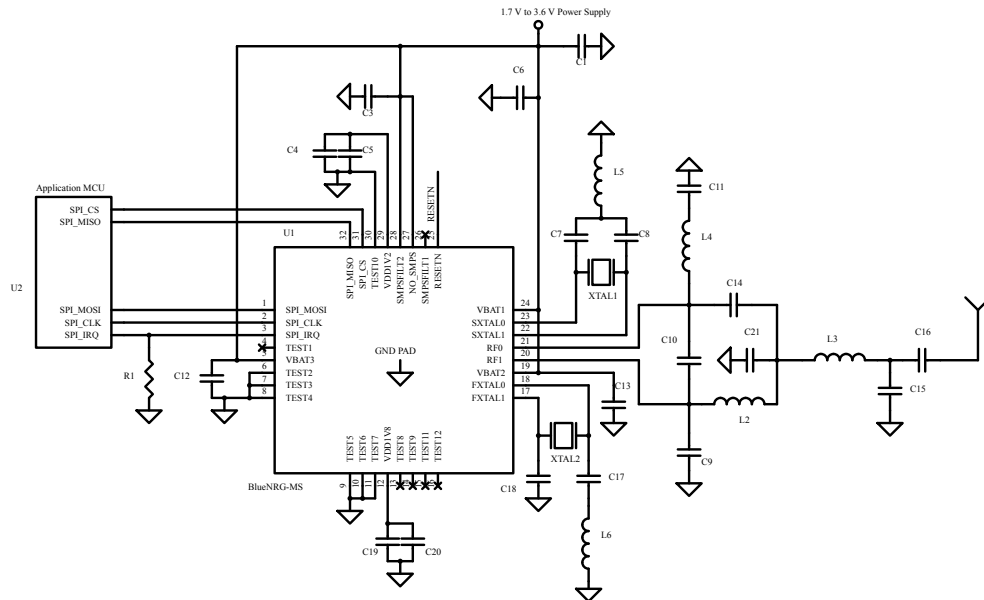 1.7 V to 3.6 V Power Supply
C1
C6
C3
C4
C5
L5
C11
RESETN
Application MCU
SPI_CS
SPI_MISO
C7
C8
L4
U1
32
31
30
29
28
27
26
25
SPI_MISO
SPI_CS
TEST10
VDD1V2
SMPSFILT2
NO_SMPS
SMPSFILT1
RESETN
XTAL1
C14
U2
SPI_MOSI
SPI_CLK
SPI_IRQ
1
2
3
4
5
6
7
8
SPI_MOSI
SPI_CLK
SPI_IRQ
TEST1
VBAT3
TEST2
TEST3
TEST4
GND PAD
VBAT1
SXTAL0
SXTAL1
RF0
RF1
VBAT2
FXTAL0
FXTAL1
24
23
22
21
20
19
18
17
C10
C21
L3
C16
R1
C12
C13
L2
C15
XTAL2
TEST5
TEST6
TEST7
VDD1V8
TEST8
TEST9
TEST11
TEST12
9
10
11
12
13
BlueNRG-MS
C18
C17
C9
C19
C20
L6